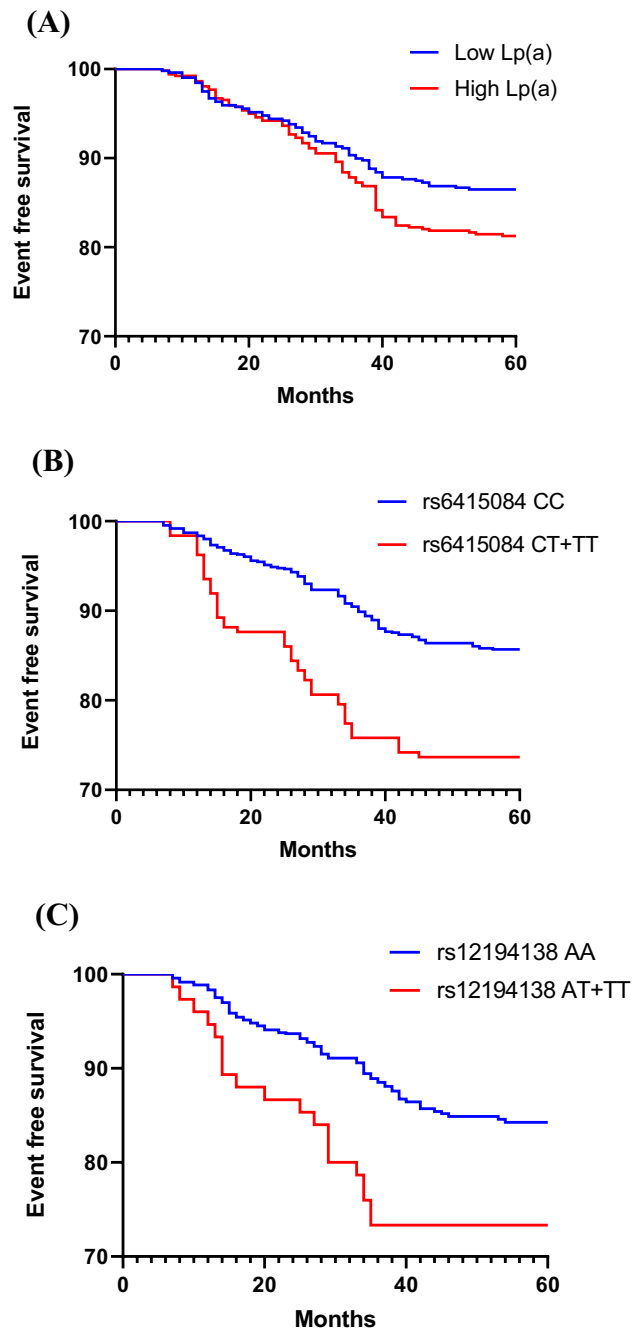 (A)
Low Lp(a)
High Lp(a)
Event free survival
100
90
80
70
0 20 40 60
Months
(B)
rs6415084 CC
rs6415084 CT+TT
Event free survival
100
90
80
70
0 20 40 60
Months
(C)
rs12194138 AA
rs12194138 AT+TT
Event free survival
100
90
80
70
0 20 40 60
Months